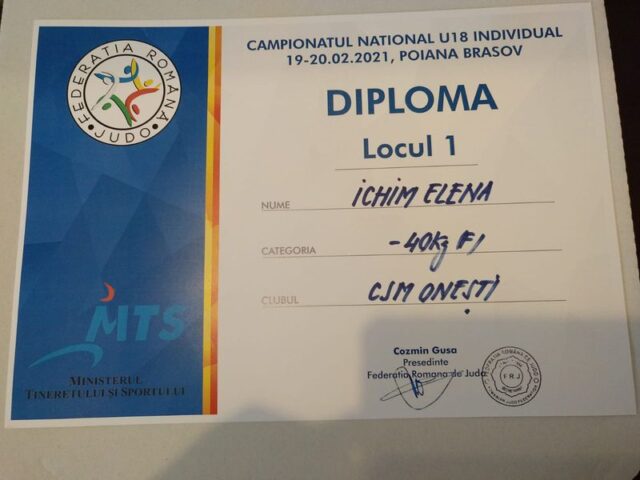 FEDERATIA ROMANA
• JUDO •
CAMPIONATUL NATIONAL U18 INDIVIDUAL
19-20.02.2021, POIANA BRASOV
DIPLOMA
Locul 1
NUME ICHIM ELENA
CATEGORIA -40kg F,
CLUBUL CSM ONEȘTI
MTS
MINISTERUL
TINERETULUI ȘI SPORTULUI
Cozmin Gusa
Presedinte
Federatia Romana de Judo
F R J